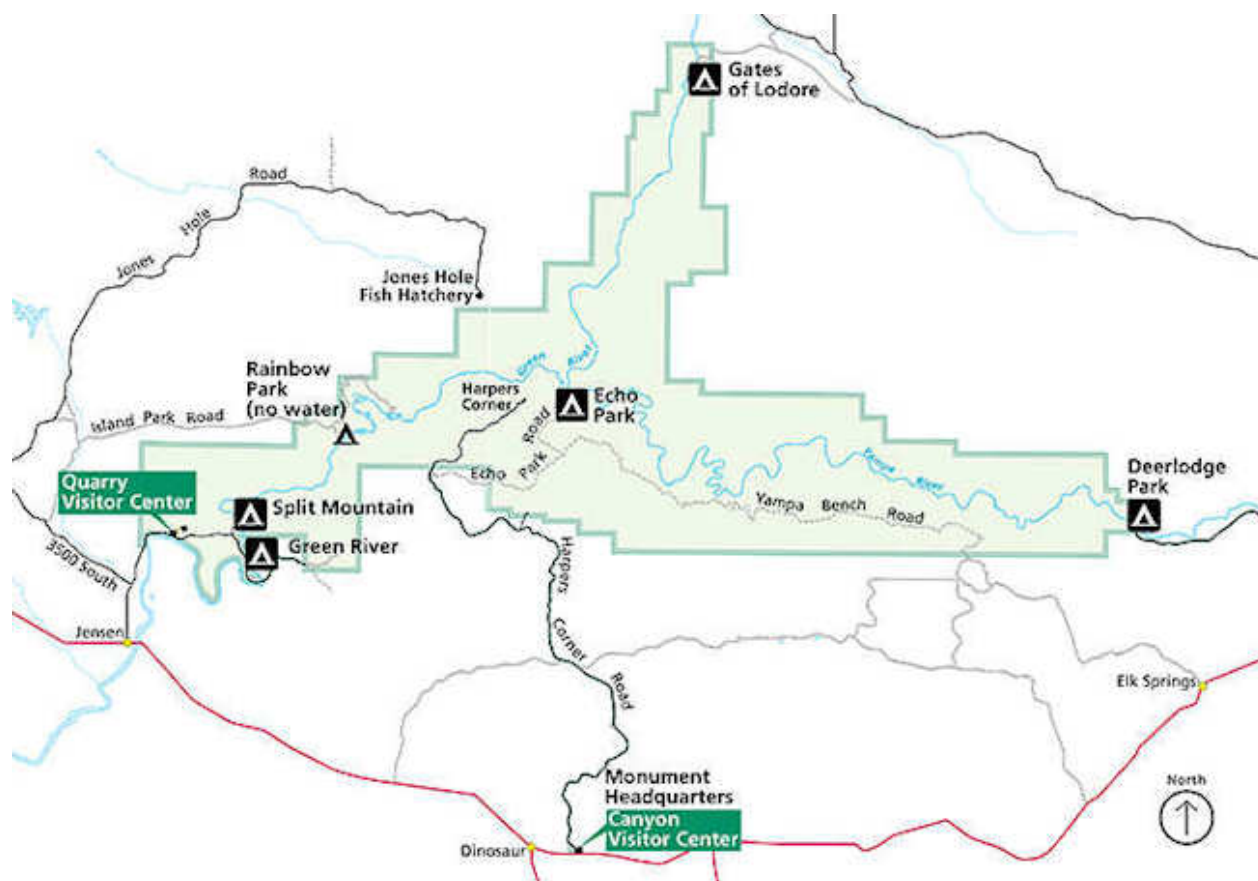 Gates
of Lodore
Road
Hole
Jones
Jones Hole
Fish Hatchery
Green
River
Rainbow
Park
(no water)
Harpers
Corner
Echo
Park
Island Park Road
Echo Park Road
Yampa River
Deerlodge
Park
Quarry
Visitor Center
Split Mountain
Yampa Bench Road
Green River
3500 South
Harpers
Corner
Road
Jensen
Elk Springs
Monument
Headquarters
Canyon
Visitor Center
North
Dinosaur